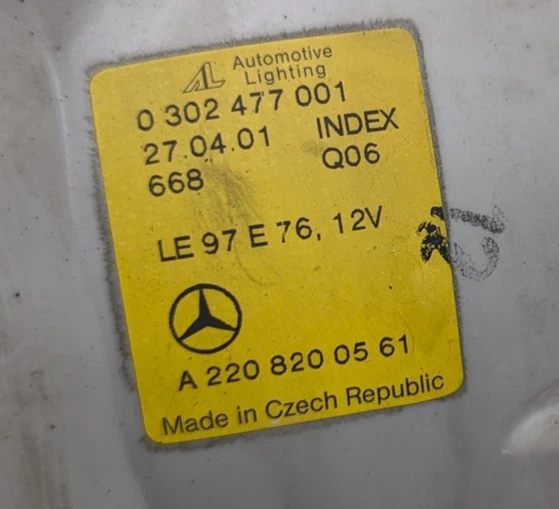 AL Automotive
Lighting
0 302 477 001
27.04.01 INDEX
668 Q06
LE 97 E 76, 12V
A 220 820 05 61
Made in Czech Republic